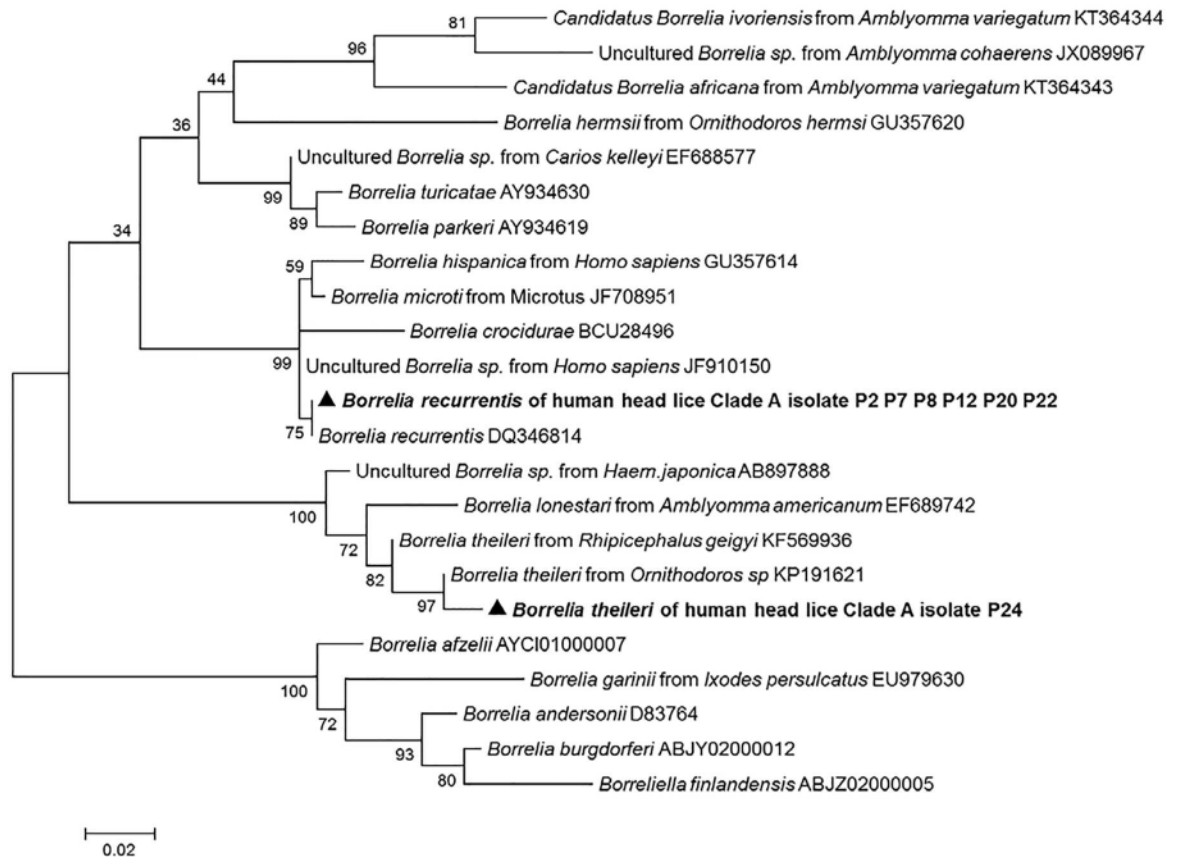 81
Candidatus Borrelia ivoriensis from Amblyomma variegatum KT364344
Uncultured Borrelia sp. from Amblyomma cohaerens JX089967
96
Candidatus Borrelia africana from Amblyomma variegatum KT364343
44
Borrelia hermsii from Ornithodoros hermsi GU357620
36
Uncultured Borrelia sp. from Carios kelleyi EF688577
99
Borrelia turicatae AY934630
89
Borrelia parkeri AY934619
34
Borrelia hispanica from Homo sapiens GU357614
59
Borrelia microti from Microtus JF708951
Borrelia crocidurae BCU28496
99
Uncultured Borrelia sp. from Homo sapiens JF910150
▲ Borrelia recurrentis of human head lice Clade A isolate P2 P7 P8 P12 P20 P22
75
Borrelia recurrentis DQ346814
Uncultured Borrelia sp. from Haem.japonica AB897888
100
Borrelia lonestari from Amblyomma americanum EF689742
72
Borrelia theileri from Rhipicephalus geigyi KF569936
82
Borrelia theileri from Ornithodoros sp KP191621
97
▲ Borrelia theileri of human head lice Clade A isolate P24
Borrelia afzelii AYCI01000007
100
Borrelia garinii from Ixodes persulcatus EU979630
72
Borrelia andersonii D83764
93
Borrelia burgdorferi ABJY02000012
80
Borreliella finlandensis ABJZ02000005
0.02